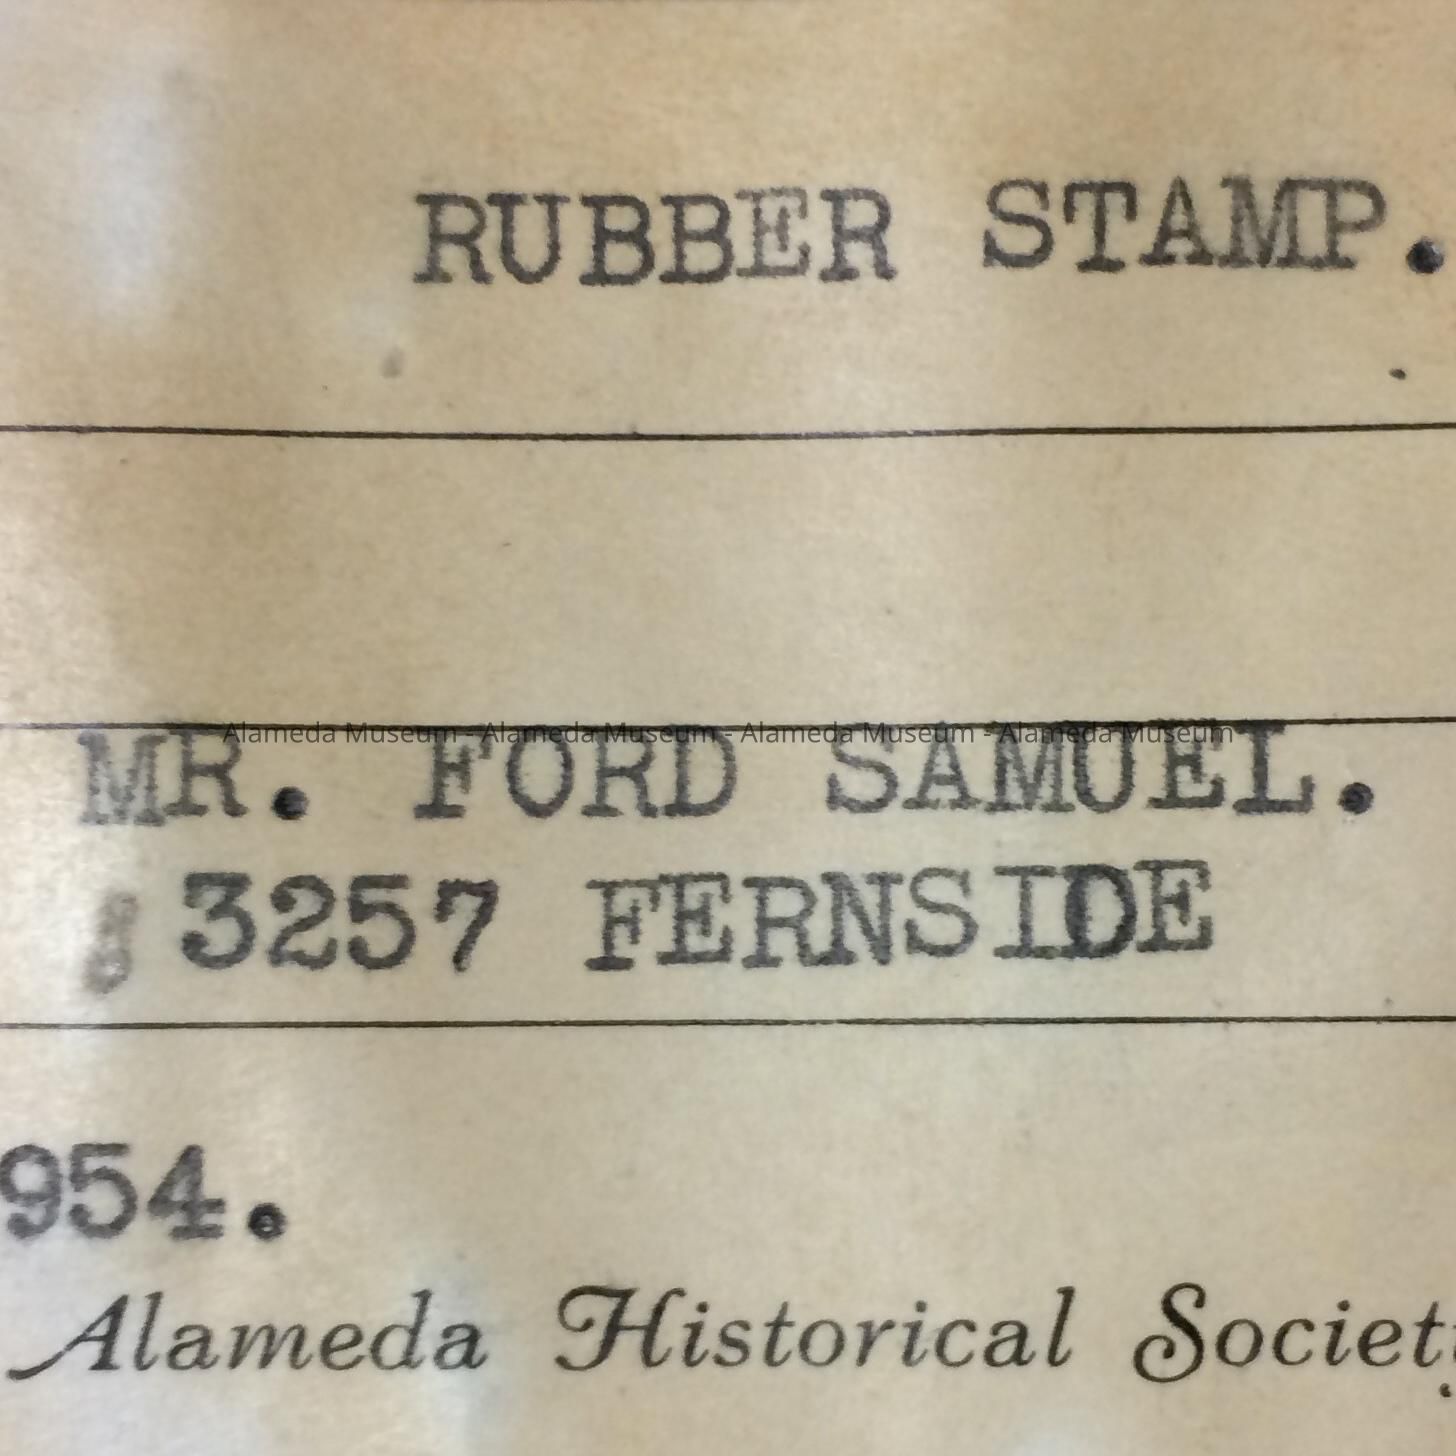 RUBBER STAMP.
Alameda Museum - Alameda Museum - Alameda Museum - Alameda Museum
MR. FORD SAMUEL.
3257 FERNSIDE
954.
Alameda Historical Societ